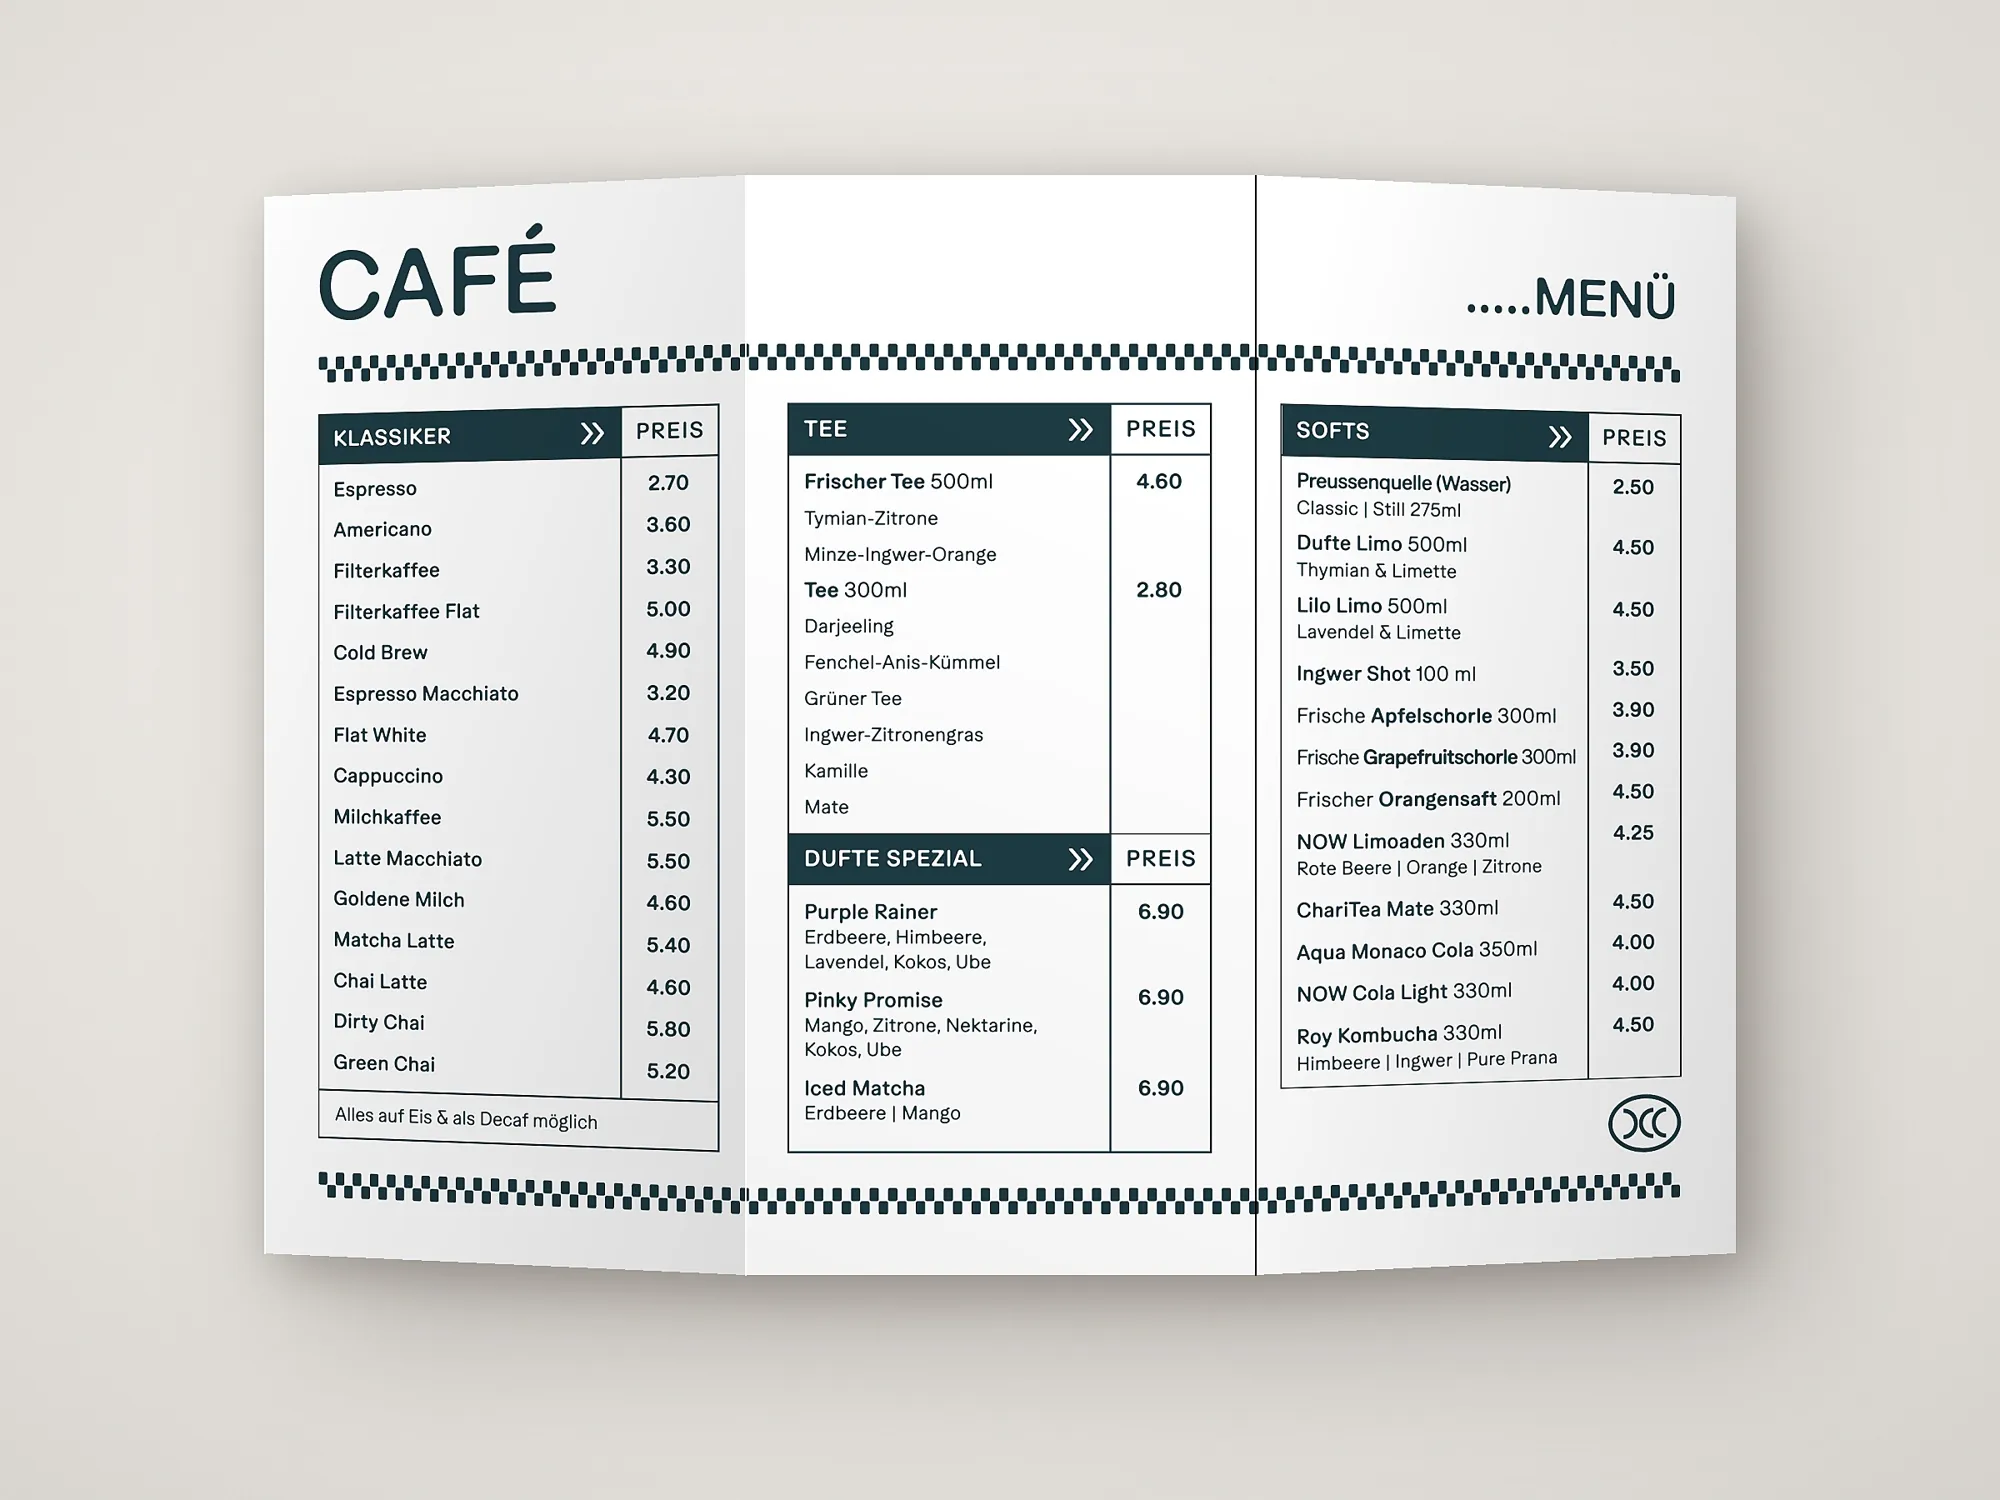 CAFÉ
.....MENÜ
KLASSIKER PREIS
Espresso 2.70
Americano 3.60
Filterkaffee 3.30
Filterkaffee Flat 5.00
Cold Brew 4.90
Espresso Macchiato 3.20
Flat White 4.70
Cappuccino 4.30
Milchkaffee 5.50
Latte Macchiato 5.50
Goldene Milch 4.60
Matcha Latte 5.40
Chai Latte 4.60
Dirty Chai 5.80
Green Chai 5.20
Alles auf Eis & als Decaf möglich
TEE PREIS
Frischer Tee 500ml 4.60
Tymian-Zitrone
Minze-Ingwer-Orange
Tee 300ml 2.80
Darjeeling
Fenchel-Anis-Kümmel
Grüner Tee
Ingwer-Zitronengras
Kamille
Mate
DUFTE SPEZIAL PREIS
Purple Rainer 6.90
Erdbeere, Himbeere,
Lavendel, Kokos, Ube
Pinky Promise 6.90
Mango, Zitrone, Nektarine,
Kokos, Ube
Iced Matcha 6.90
Erdbeere | Mango
SOFTS PREIS
Preussenquelle (Wasser) 2.50
Classic | Still 275ml
Dufte Limo 500ml 4.50
Thymian & Limette
Lilo Limo 500ml 4.50
Lavendel & Limette
Ingwer Shot 100 ml 3.50
Frische Apfelschorle 300ml 3.90
Frische Grapefruitschorle 300ml 3.90
Frischer Orangensaft 200ml 4.50
NOW Limoaden 330ml 4.25
Rote Beere | Orange | Zitrone
ChariTea Mate 330ml 4.50
Aqua Monaco Cola 350ml 4.00
NOW Cola Light 330ml 4.00
Roy Kombucha 330ml 4.50
Himbeere | Ingwer | Pure Prana